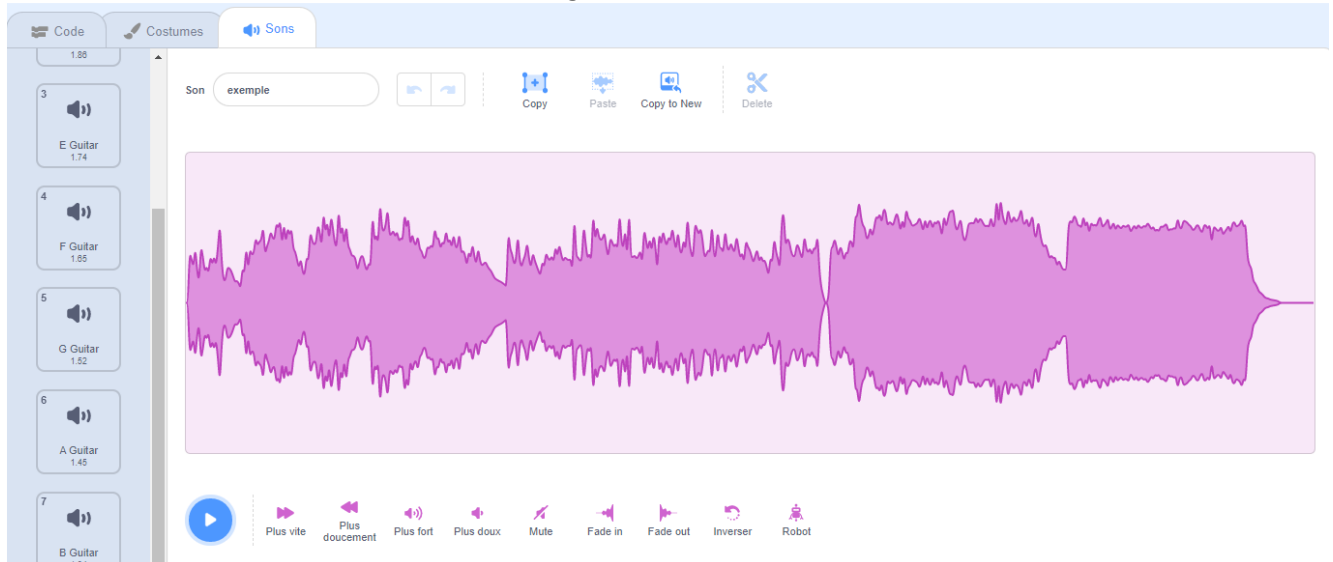 Code
Costumes
Sons
1.86
3
E Guitar
1.74
4
F Guitar
1.65
5
G Guitar
1.52
6
A Guitar
1.45
7
B Guitar
Son
exemple
Copy
Paste
Copy to New
Delete
Plus vite
Plus
doucement
Plus fort
Plus doux
Mute
Fade in
Fade out
Inverser
Robot